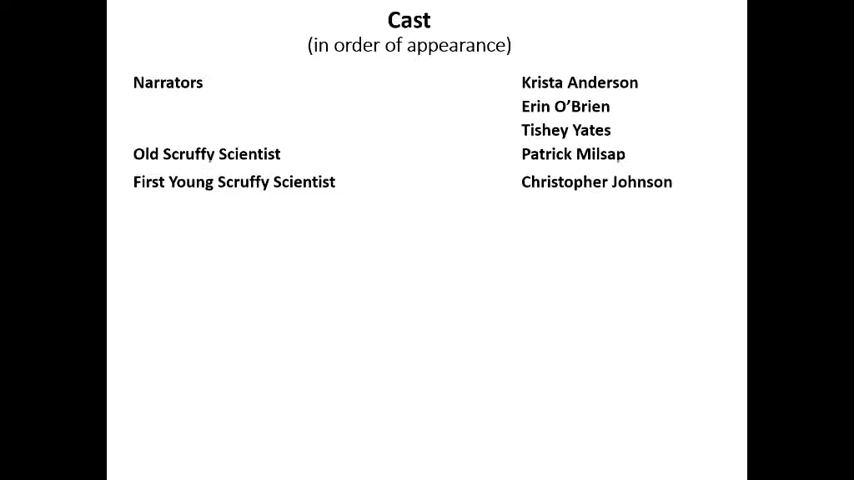 Cast
(in order of appearance)
Narrators Krista Anderson
Erin O’Brien
Tishey Yates
Old Scruffy Scientist Patrick Milsap
First Young Scruffy Scientist Christopher Johnson